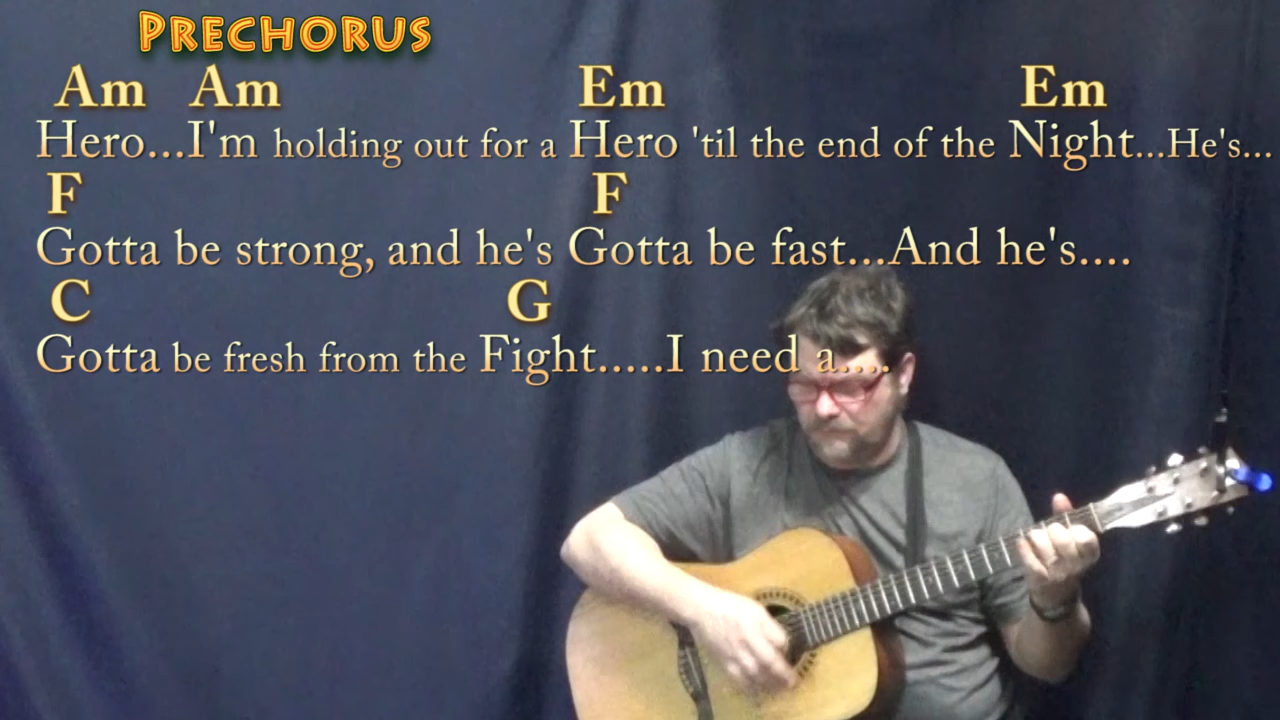 PRECHORUS
Am Am Em Em
Hero...I'm holding out for a Hero 'til the end of the Night...He's...
F F
Gotta be strong, and he's Gotta be fast...And he's....
C G
Gotta be fresh from the Fight.....I need a....